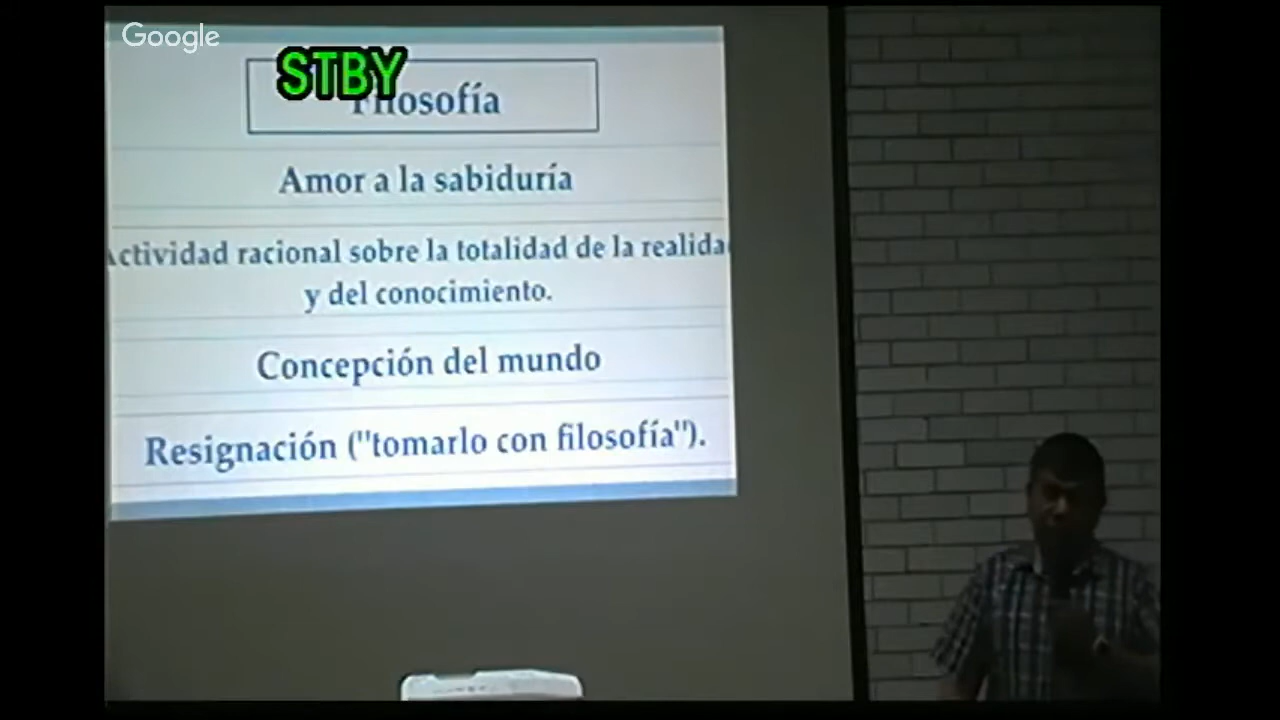 Google
STBY
Filosofía
Amor a la sabiduría
Actividad racional sobre la totalidad de la realidad
y del conocimiento.
Concepción del mundo
Resignación ("tomarlo con filosofía").